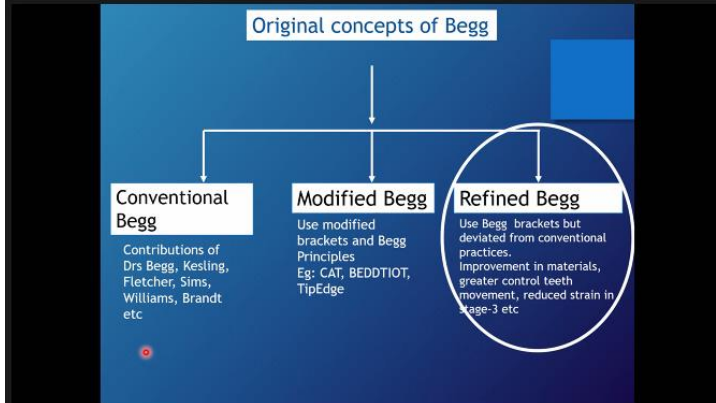 Original concepts of Begg
Conventional
Begg
Contributions of
Drs Begg, Kesling,
Fletcher, Sims,
Williams, Brandt
etc
Modified Begg
Use modified
brackets and Begg
Principles
Eg: CAT, BEDDTIOT,
TipEdge
Refined Begg
Use Begg brackets but
deviated from conventional
practices.
Improvement in materials,
greater control teeth
movement, reduced strain in
stage-3 etc